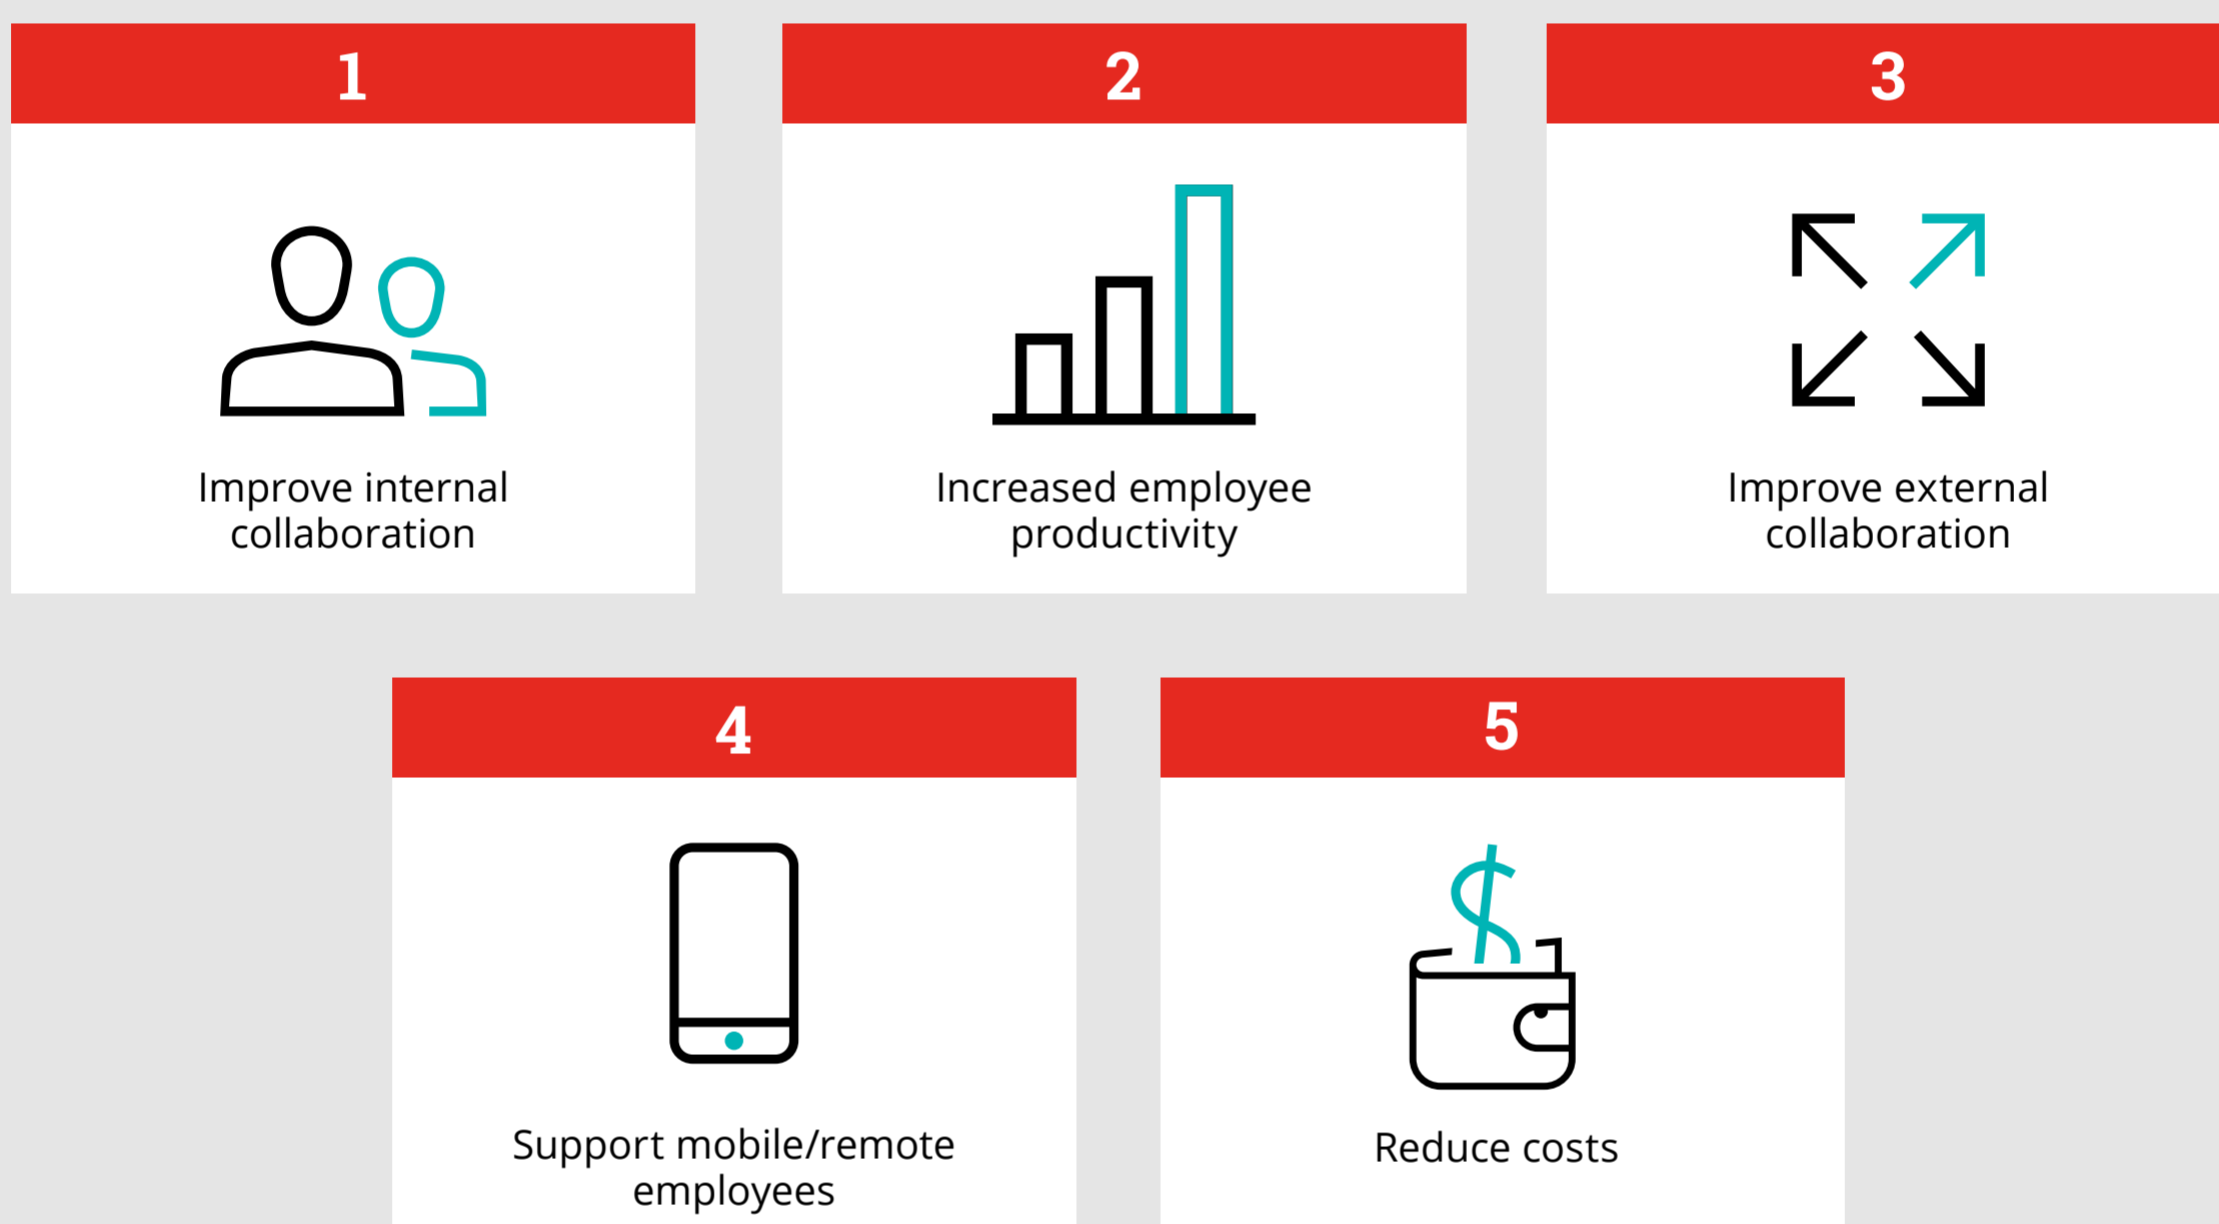 1
Improve internal
collaboration
2
Increased employee
productivity
3
Improve external
collaboration
4
Support mobile/remote
employees
5
$
Reduce costs